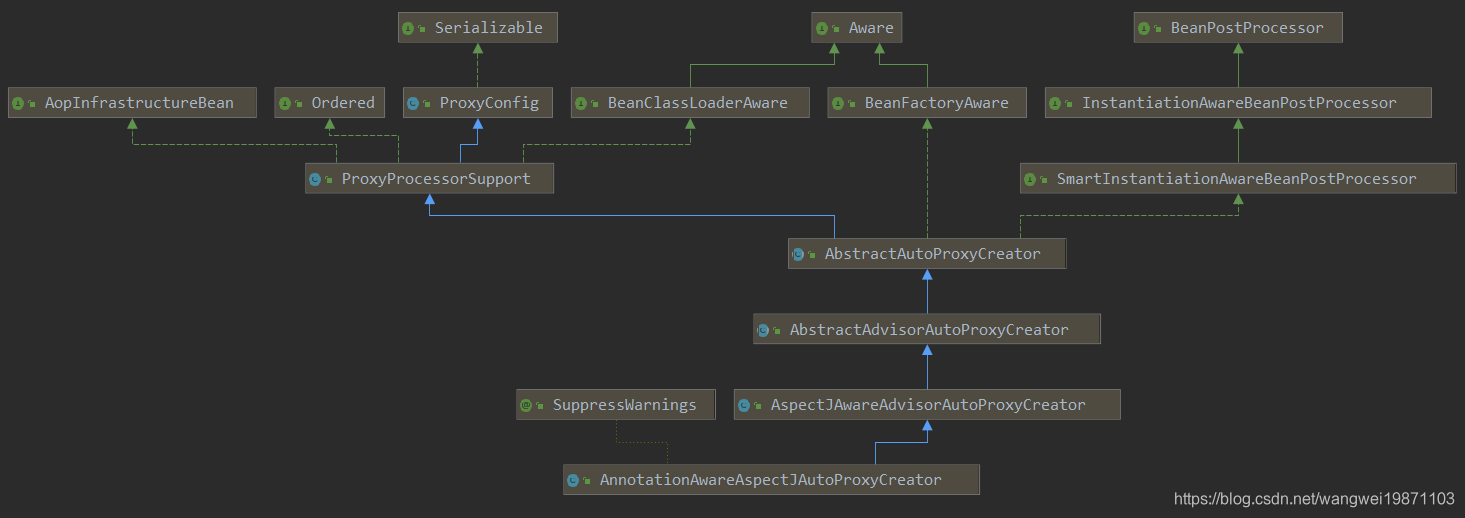 Serializable
Aware
BeanPostProcessor
AopInfrastructureBean
Ordered
ProxyConfig
BeanClassLoaderAware
BeanFactoryAware
InstantiationAwareBeanPostProcessor
ProxyProcessorSupport
SmartInstantiationAwareBeanPostProcessor
AbstractAutoProxyCreator
AbstractAdvisorAutoProxyCreator
SuppressWarnings
AspectJAwareAdvisorAutoProxyCreator
AnnotationAwareAspectJAutoProxyCreator
https://blog.csdn.net/wangwei19871103